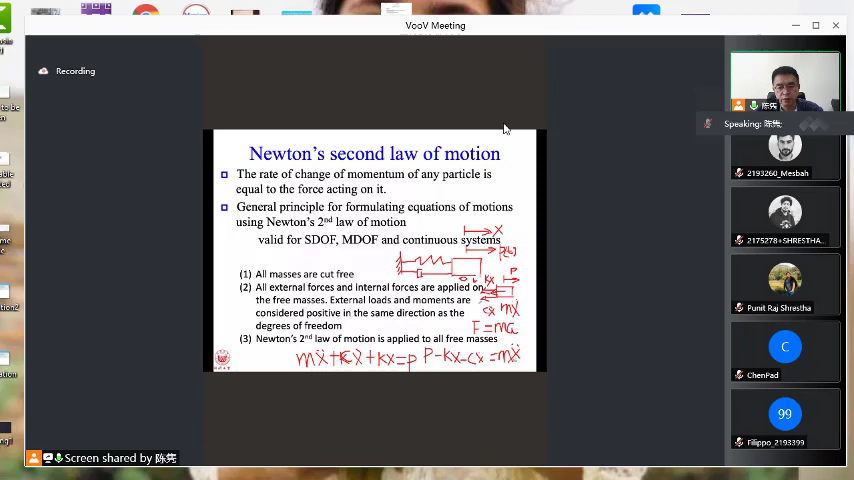 VooV Meeting
Recording
Newton's second law of motion
The rate of change of momentum of any particle is
equal to the force acting on it.
General principle for formulating equations of motions
using Newton's 2nd law of motion
valid for SDOF, MDOF and continuous systems
X
P(t)
(1) All masses are cut free
(2) All external forces and internal forces are applied on
the free masses. External loads and moments are
considered positive in the same direction as the
degrees of freedom
kx
P
cẋ mẍ
F=ma
(3) Newton's 2nd law of motion is applied to all free masses
mẍ+cẋ+kx=p P-kx-cẋ=mẍ
陈隽
Speaking: 陈隽;
2193260_Mesbah
2175278+SHRESTHA...
Punit Raj Shrestha
C
ChenPad
99
Filippo_2193399
Screen shared by 陈隽